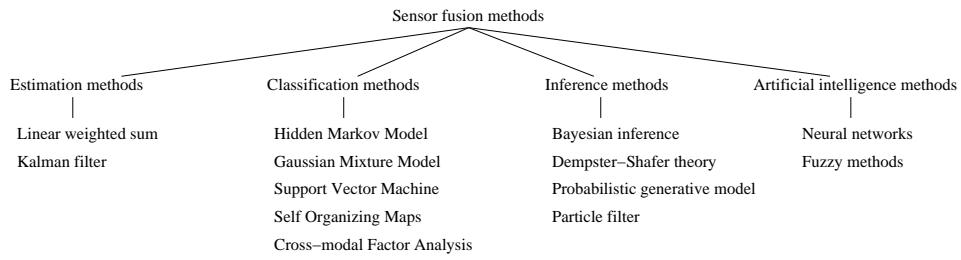 Sensor fusion methods
Estimation methods
Linear weighted sum
Kalman filter
Classification methods
Hidden Markov Model
Gaussian Mixture Model
Support Vector Machine
Self Organizing Maps
Cross−modal Factor Analysis
Inference methods
Bayesian inference
Dempster−Shafer theory
Probabilistic generative model
Particle filter
Artificial intelligence methods
Neural networks
Fuzzy methods